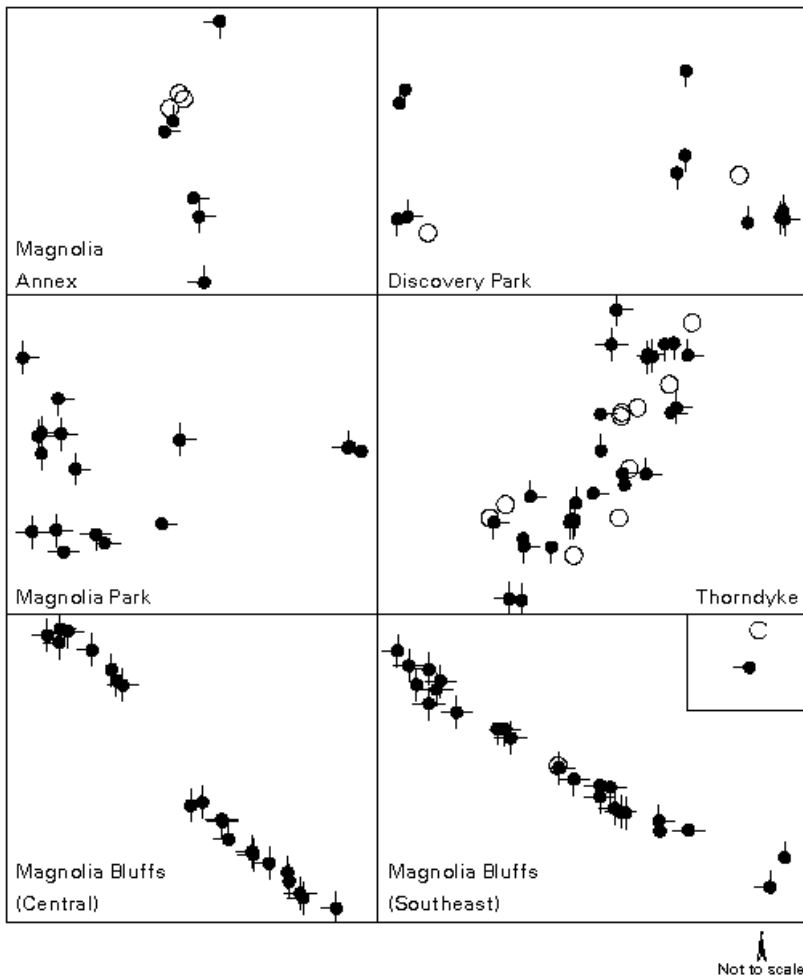 Magnolia
Annex
Discovery Park
Magnolia Park
Thorndyke
Magnolia Bluffs
(Central)
Magnolia Bluffs
(Southeast)
Not to scale